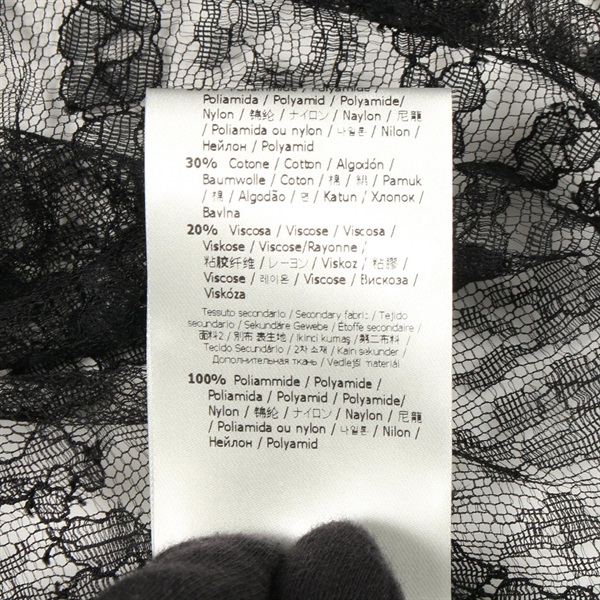 Poliamida / Polyamid / Polyamide/
Nylon / 锦纶 / ナイロン / Naylon / 尼龍
/ Poliamida ou nylon / 나일론 / Nilon /
Нейлон / Polyamid
30% Cotone / Cotton / Algodón /
Baumwolle / Coton / 棉 / 綿 / Pamuk
/ 棉 / Algodão / 면 / Katun / Хлопок /
Bavlna
20% Viscosa / Viscose / Viscosa /
Viskose / Viscose/Rayonne /
粘胶纤维 / レーヨン / Viskoz / 粘膠 /
Viscose / 레이온 / Viscose / Вискоза /
Viskóza
Tessuto secondario / Secondary fabric / Tejido
secundario / Sekundäre Gewebe / Étoffe secondaire /
面料2 / 別布 表生地 / Ikinci kumaş / 第二布料 /
Tecido Secundário / 2차 소재 / Kain sekunder /
Дополнительная ткань / Vedlejší materiál
100% Poliammide / Polyamide /
Poliamida / Polyamid / Polyamide/
Nylon / 锦纶 / ナイロン / Naylon / 尼龍
/ Poliamida ou nylon / 나일론 / Nilon /
Нейлон / Polyamid